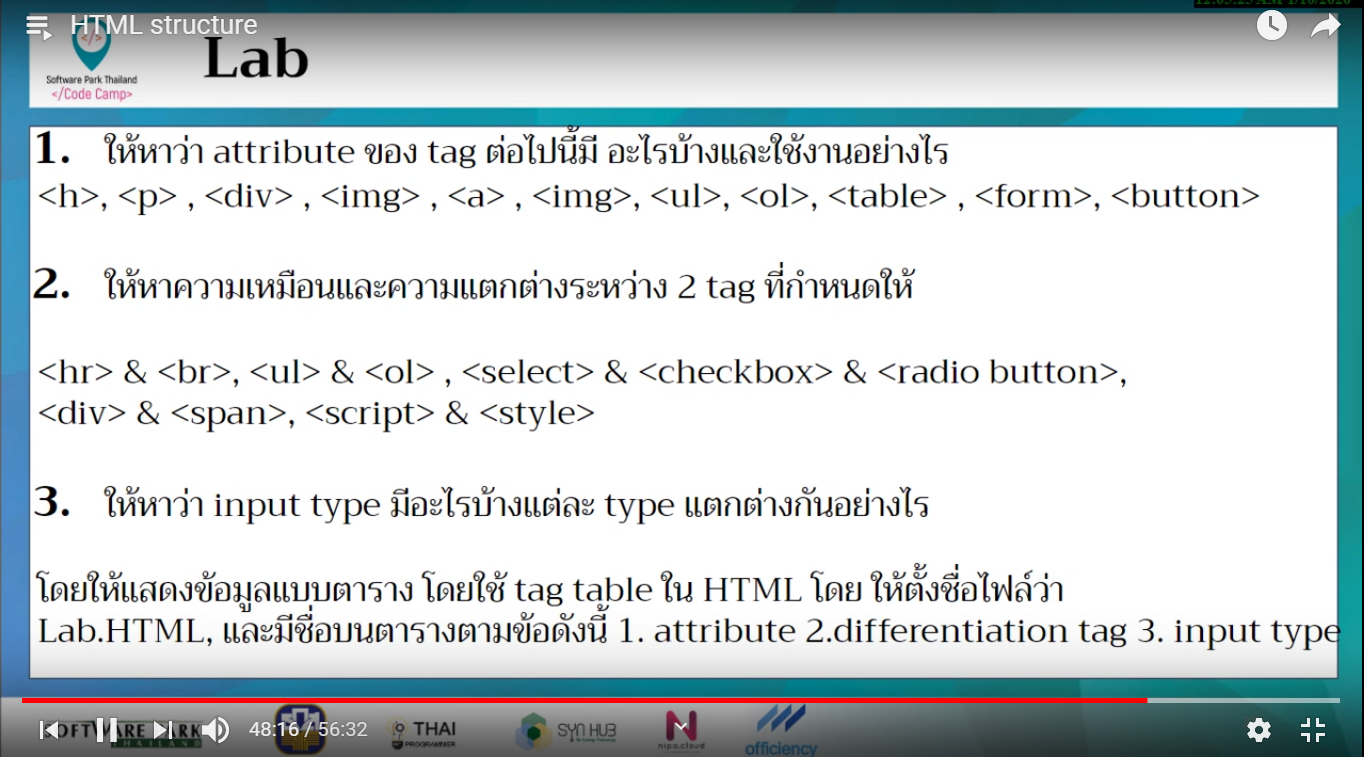 HTML structure
</>
Software Park Thailand
</Code Camp>
Lab
1. ให้หาว่า attribute ของ tag ต่อไปนี้มี อะไรบ้างและใช้งานอย่างไร
<h>, <p> , <div> , <img> , <a> , <img>, <ul>, <ol>, <table> , <form>, <button>
2. ให้หาความเหมือนและความแตกต่างระหว่าง 2 tag ที่กำหนดให้
<hr> & <br>, <ul> & <ol> , <select> & <checkbox> & <radio button>,
<div> & <span>, <script> & <style>
3. ให้หาว่า input type มีอะไรบ้างแต่ละ type แตกต่างกันอย่างไร
โดยให้แสดงข้อมูลแบบตาราง โดยใช้ tag table ใน HTML โดย ให้ตั้งชื่อไฟล์ว่า
Lab.HTML, และมีชื่อบนตารางตามข้อดังนี้ 1. attribute 2.differentiation tag 3. input type
SOFTWARE PARK
THAILAND
48:16 / 56:32
THAI
PROGRAMMER
SYN HUB
nipa.cloud
officiency